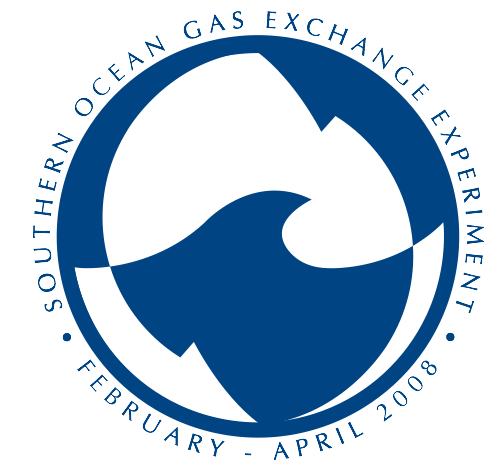 SOUTHERN OCEAN GAS EXCHANGE EXPERIMENT
• FEBRUARY - APRIL 2008 •